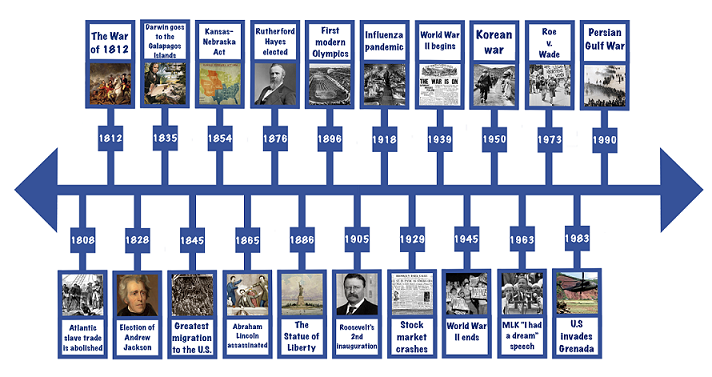 The War
of 1812
Darwin goes
to the
Galapagos
Islands
Kansas-
Nebraska
Act
Rutherford
Hayes
elected
First
modern
Olympics
Influenza
pandemic
World War
II begins
Korean
war
Roe
v.
Wade
Persian
Gulf War
THE WAR IS ON
1812
1835
1854
1876
1896
1918
1939
1950
1973
1990
1808
1828
1845
1865
1886
1905
1929
1945
1963
1983
Atlantic
slave trade
is abolished
Election of
Andrew
Jackson
Greatest
migration
to the U.S.
Abraham
Lincoln
assassinated
The
Statue of
Liberty
Roosevelt's
2nd
inauguration
Stock
market
crashes
World War
II ends
MLK "I had
a dream"
speech
U.S
invades
Grenada